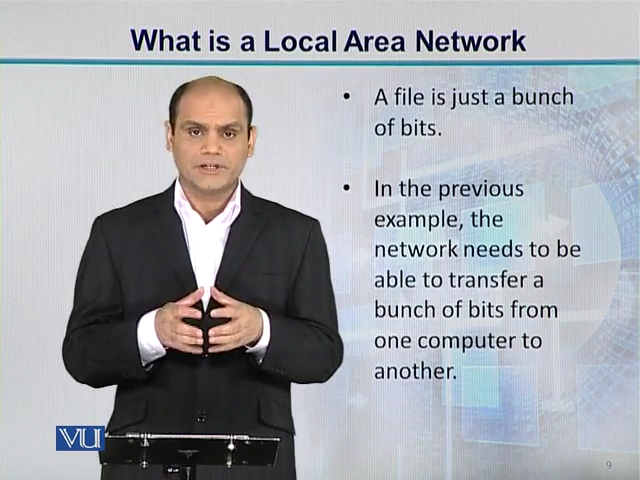 What is a Local Area Network
• A file is just a bunch
of bits.
• In the previous
example, the
network needs to be
able to transfer a
bunch of bits from
one computer to
another.
VU
9